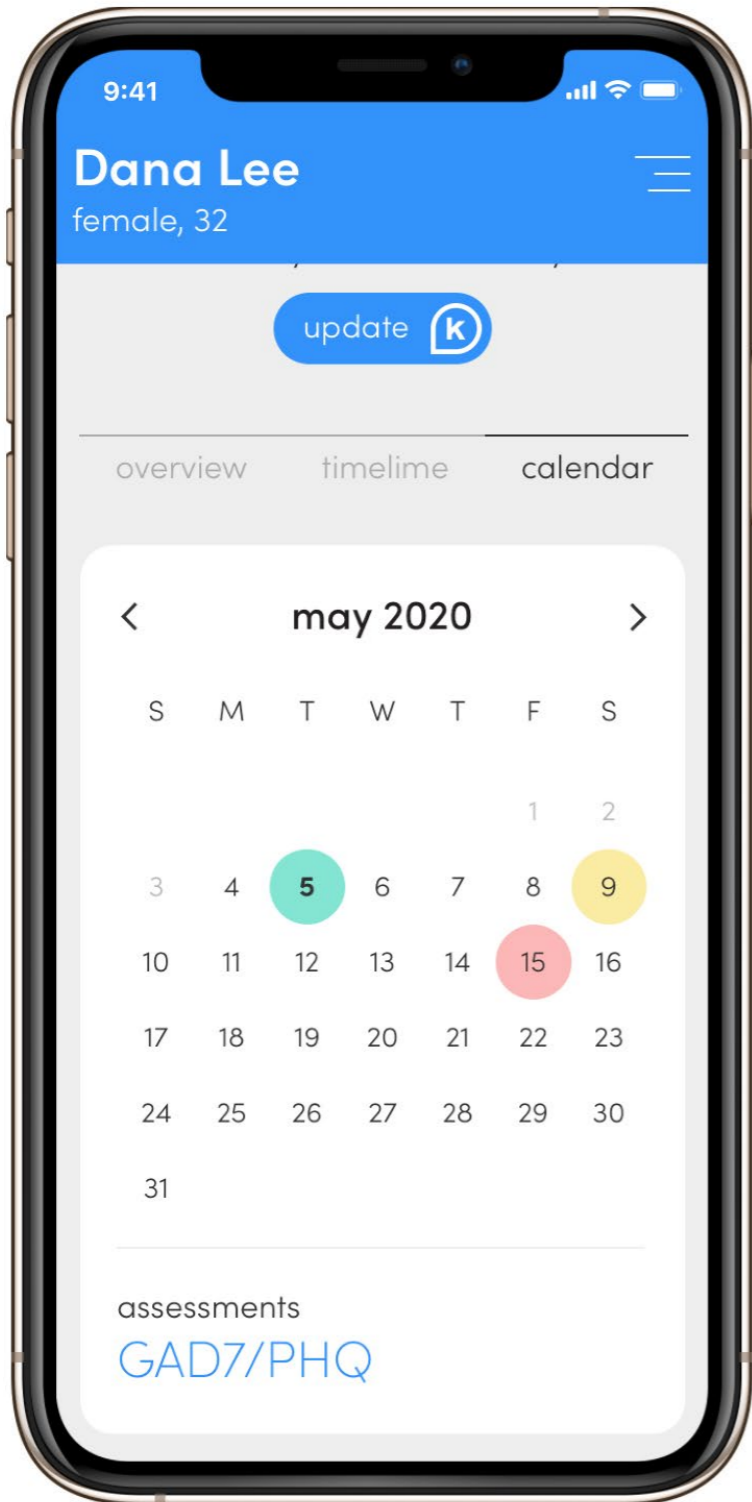 9:41
Dana Lee
female, 32
update k
overview timelime calendar
< may 2020 >
S M T W T F S
1 2
3 4 5 6 7 8 9
10 11 12 13 14 15 16
17 18 19 20 21 22 23
24 25 26 27 28 29 30
31
assessments
GAD7/PHQ